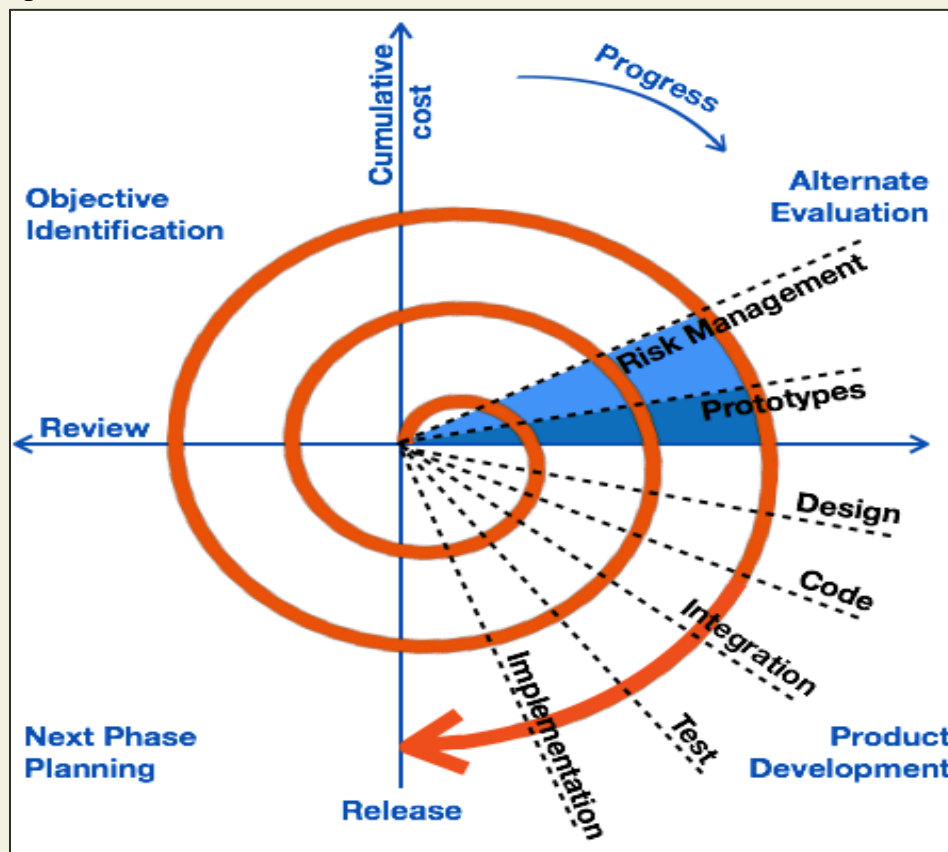 Cumulative
cost
Progress
Objective
Identification
Alternate
Evaluation
Risk Management
Prototypes
Review
Design
Code
Integration
Test
Implementation
Next Phase
Planning
Product
Development
Release